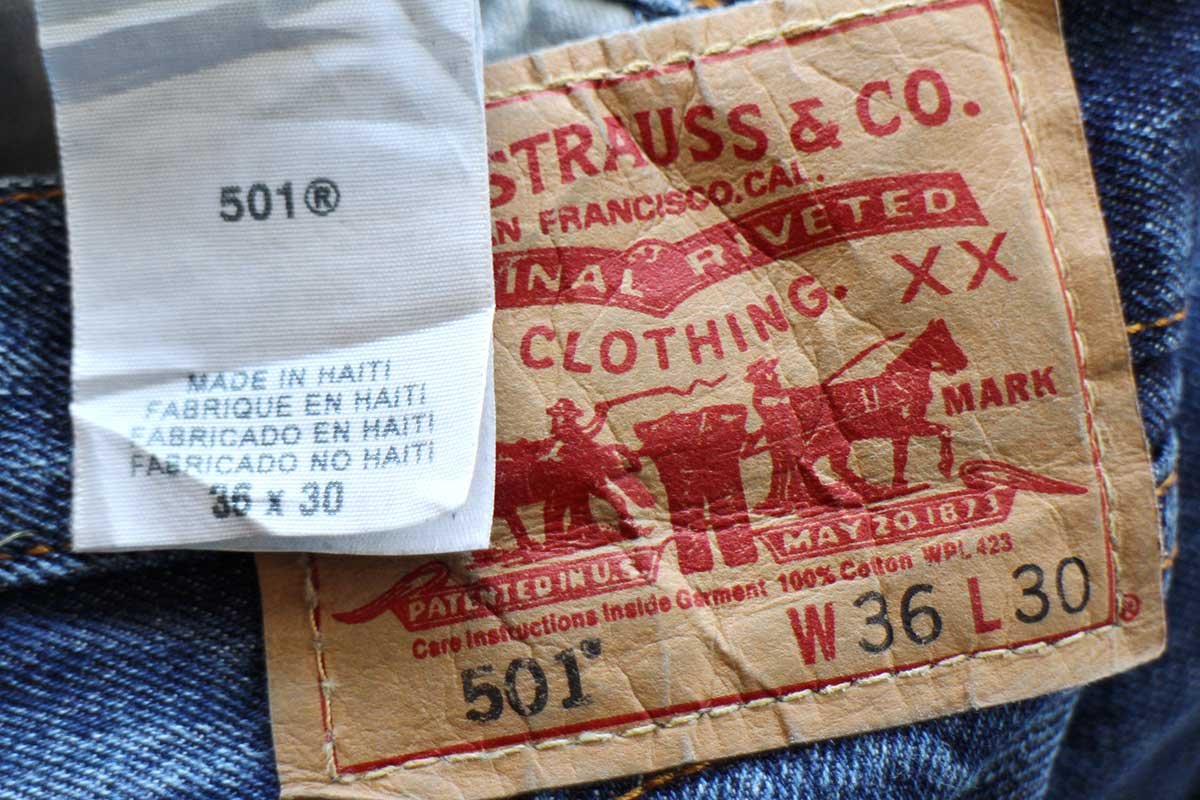 501®
MADE IN HAITI
FABRIQUE EN HAITI
FABRICADO EN HAITI
FABRICADO NO HAITI
36 x 30
STRAUSS & CO.
AN FRANCISCO, CAL.
INAL RIVETED
CLOTHING. XX
MARK
PATENTED IN U.S.
MAY 20 1873
Care Instructions Inside Garment 100% Cotton WPL 423
501®
W 36 L 30
®